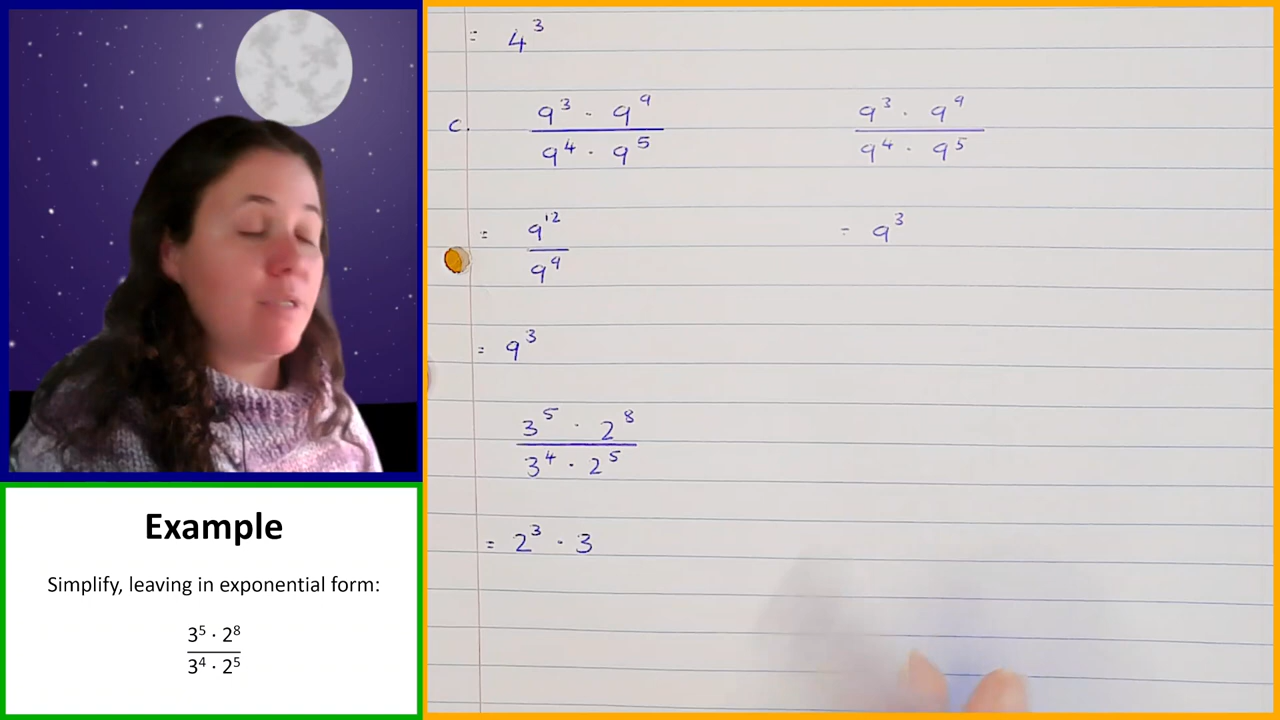 = 4³
c. 9³ · 9⁹ 9³ · 9⁹
9⁴ · 9⁵ 9⁴ · 9⁵
= 9¹² = 9³
9⁹
= 9³
3⁵ · 2⁸
3⁴ · 2⁵
= 2³ · 3
Example
Simplify, leaving in exponential form:
3⁵ · 2⁸
3⁴ · 2⁵